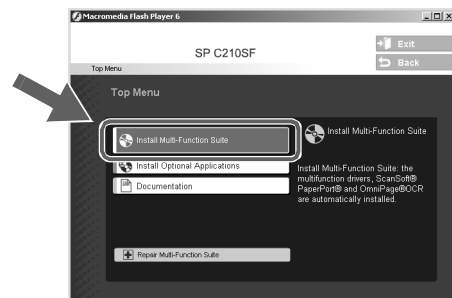 Macromedia Flash Player 6
SP C210SF
Exit
Back
Top Menu
Top Menu
Install Multi-Function Suite
Install Multi-Function Suite
Install Optional Applications
Documentation
Install Multi-Function Suite: the
multifunction drivers, ScanSoft®
PaperPort® and OmniPage®OCR
are automatically installed.
Repair Multi-Function Suite